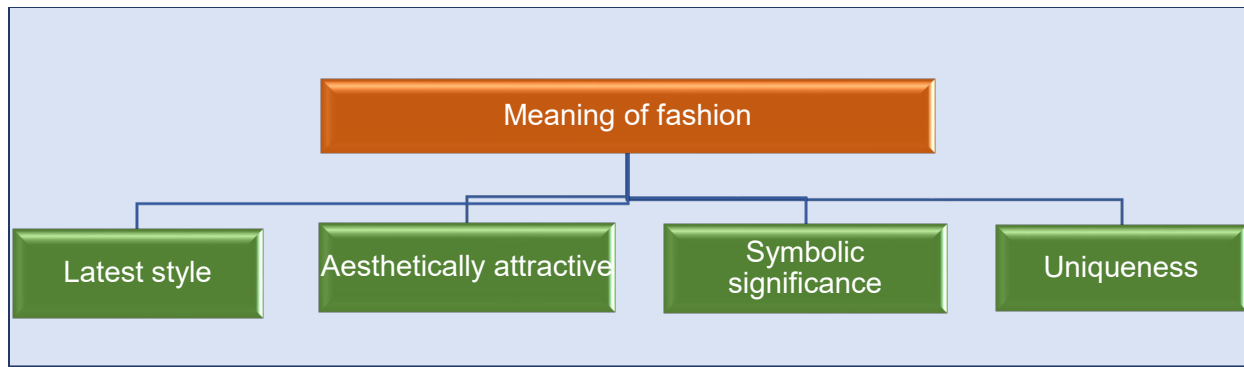 Meaning of fashion
Latest style
Aesthetically attractive
Symbolic
significance
Uniqueness